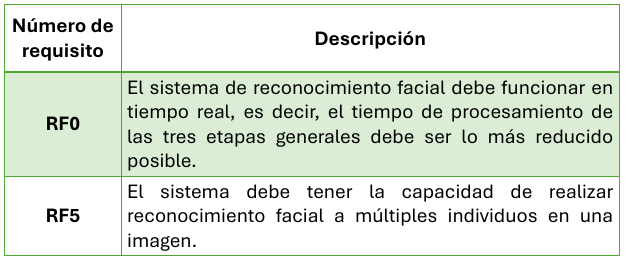 Número de
requisito
Descripción
RF0
El sistema de reconocimiento facial debe funcionar en
tiempo real, es decir, el tiempo de procesamiento de
las tres etapas generales debe ser lo más reducido
posible.
RF5
El sistema debe tener la capacidad de realizar
reconocimiento facial a múltiples individuos en una
imagen.